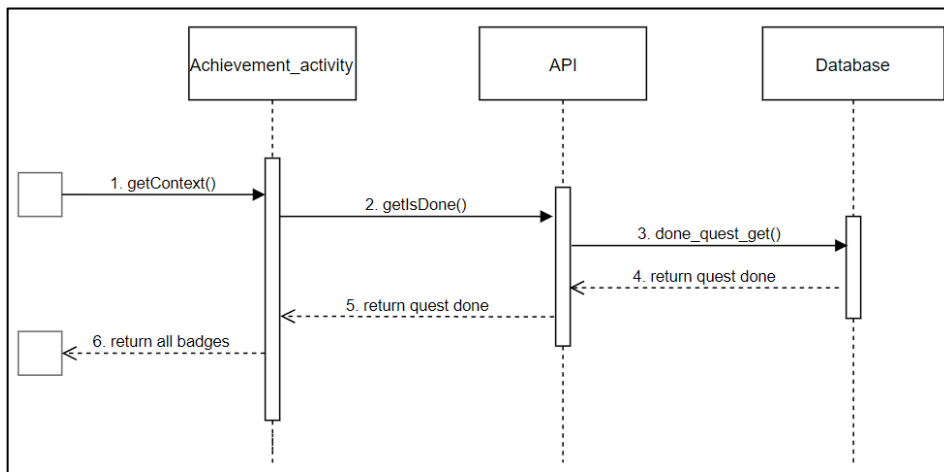 Achievement_activity
API
Database
1. getContext()
2. getIsDone()
3. done_quest_get()
4. return quest done
5. return quest done
6. return all badges